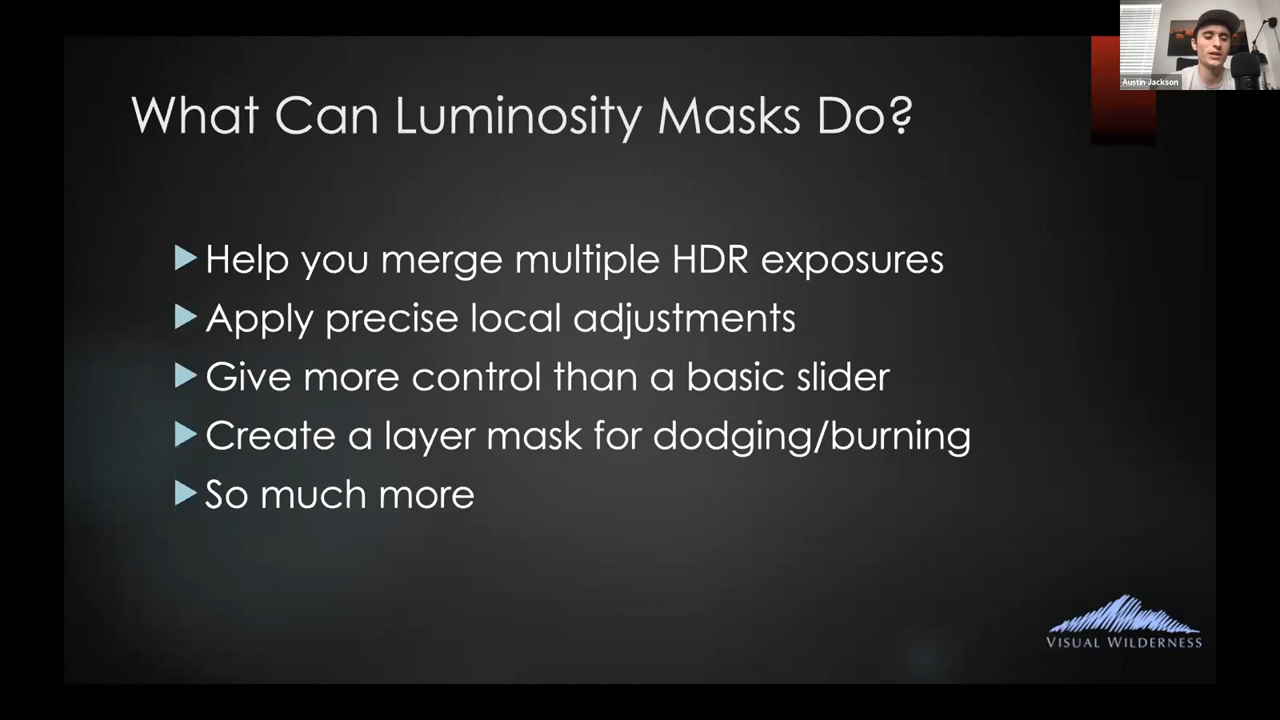 Austin Jackson
What Can Luminosity Masks Do?
Help you merge multiple HDR exposures
Apply precise local adjustments
Give more control than a basic slider
Create a layer mask for dodging/burning
So much more
VISUAL WILDERNESS